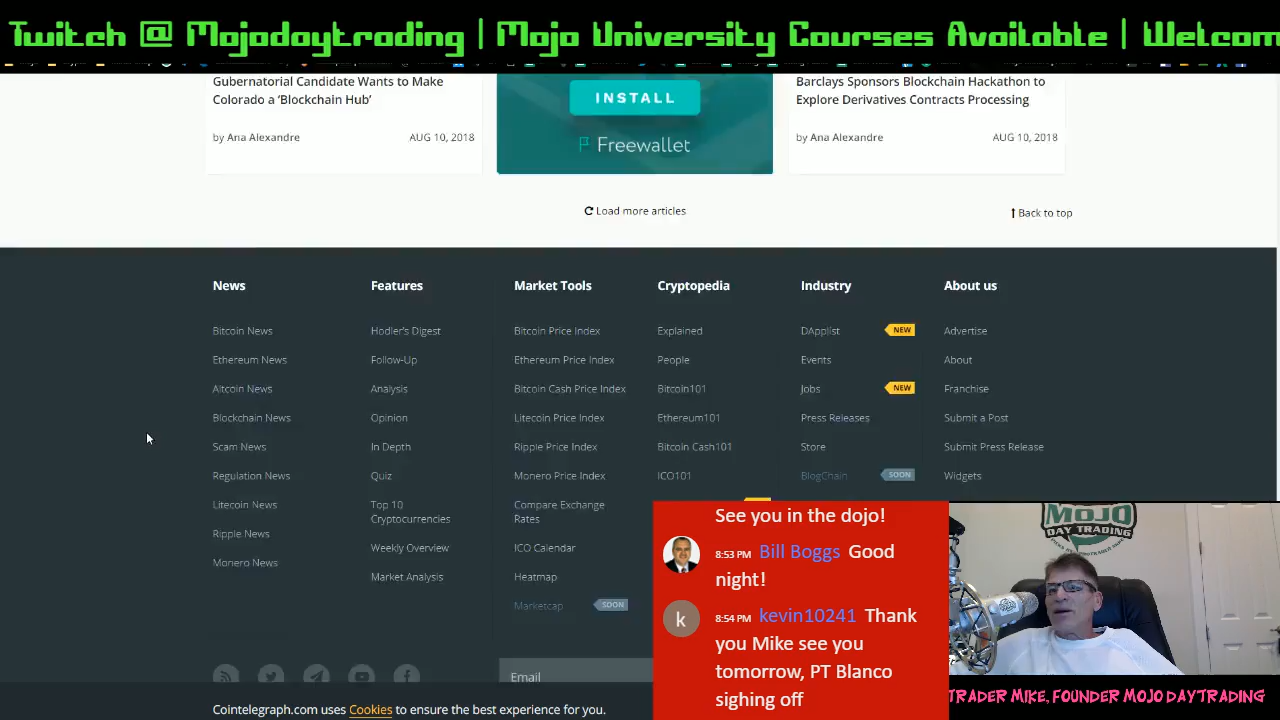 Twitch @ Mojodaytrading | Mojo University Courses Available | Welcom
Gubernatorial Candidate Wants to Make
Colorado a ‘Blockchain Hub’
by Ana Alexandre AUG 10, 2018
INSTALL
Freewallet
Barclays Sponsors Blockchain Hackathon to
Explore Derivatives Contracts Processing
by Ana Alexandre AUG 10, 2018
Load more articles
Back to top
News
Bitcoin News
Ethereum News
Altcoin News
Blockchain News
Scam News
Regulation News
Litecoin News
Ripple News
Monero News
Features
Hodler's Digest
Follow-Up
Analysis
Opinion
In Depth
Quiz
Top 10
Cryptocurrencies
Weekly Overview
Market Analysis
Market Tools
Bitcoin Price Index
Ethereum Price Index
Bitcoin Cash Price Index
Litecoin Price Index
Ripple Price Index
Monero Price Index
Compare Exchange
Rates
ICO Calendar
Heatmap
Marketcap SOON
Cryptopedia
Explained
People
Bitcoin101
Ethereum101
Bitcoin Cash101
ICO101
Industry
DApplist NEW
Events
Jobs NEW
Press Releases
Store
BlogChain SOON
About us
Advertise
About
Franchise
Submit a Post
Submit Press Release
Widgets
Email
Cointelegraph.com uses Cookies to ensure the best experience for you.
See you in the dojo!
8:53 PM Bill Boggs Good
night!
k
8:54 PM kevin10241 Thank
you Mike see you
tomorrow, PT Blanco
sighing off
MOJO
DAY TRADING
TRADER MIKE, FOUNDER MOJO DAYTRADING